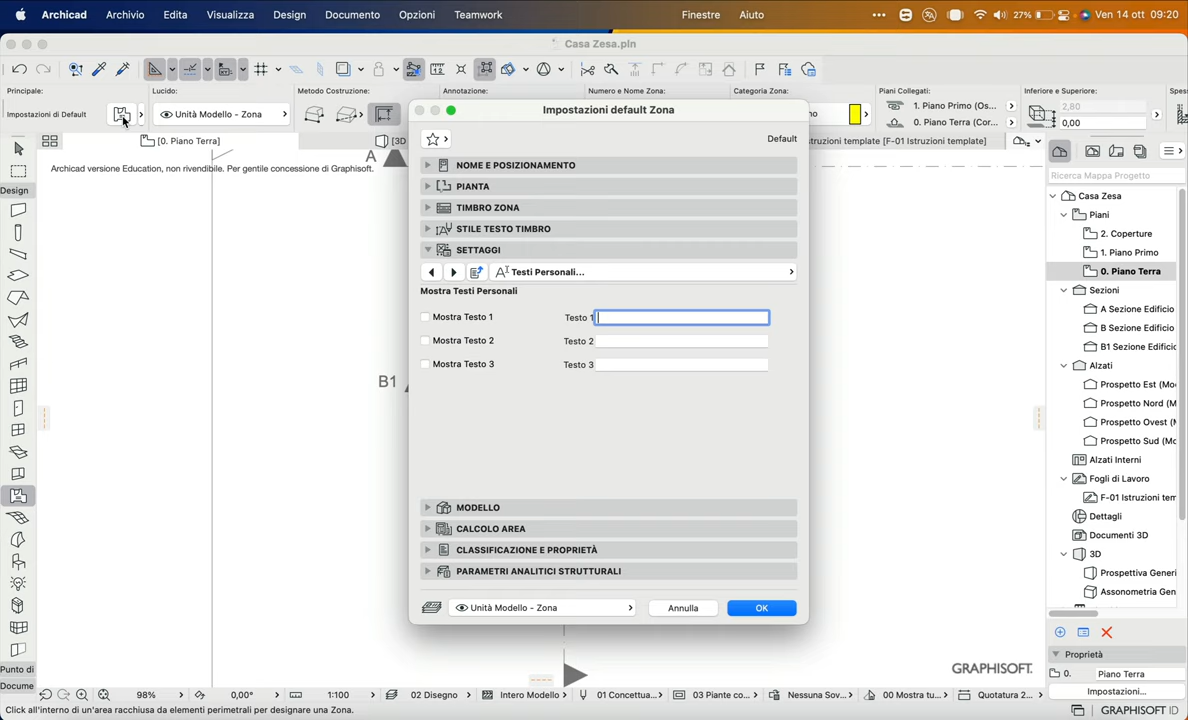 Archicad Archivio Edita Visualizza Design Documento Opzioni Teamwork Finestre Aiuto 27% Ven 14 ott 09:20
Casa Zesa.pln
Principale: Lucido: Metodo Costruzione: Annotazione: Numero e Nome Zona: Categoria Zona: Piani Collegati: Inferiore e Superiore: Spess
Impostazioni di Default Unità Modello - Zona 1. Piano Primo (Os... 2,80
0. Piano Terra (Cor... 0,00
Impostazioni default Zona
[0. Piano Terra] [3D Default struzioni template [F-01 Istruzioni template]
Archicad versione Education, non rivendibile. Per gentile concessione di Graphisoft.
A
B1
Design
NOME E POSIZIONAMENTO
PIANTA
TIMBRO ZONA
STILE TESTO TIMBRO
SETTAGGI
Testi Personali...
Mostra Testi Personali
Mostra Testo 1 Testo 1
Mostra Testo 2 Testo 2
Mostra Testo 3 Testo 3
MODELLO
CALCOLO AREA
CLASSIFICAZIONE E PROPRIETÀ
PARAMETRI ANALITICI STRUTTURALI
Unità Modello - Zona Annulla OK
Ricerca Mappa Progetto
Casa Zesa
Piani
2. Coperture
1. Piano Primo
0. Piano Terra
Sezioni
A Sezione Edificio
B Sezione Edificio
B1 Sezione Edificio
Alzati
Prospetto Est (Mo
Prospetto Nord (M
Prospetto Ovest (M
Prospetto Sud (Mo
Alzati Interni
Fogli di Lavoro
F-01 Istruzioni tem
Dettagli
Documenti 3D
3D
Prospettiva Generi
Assonometria Gen
Proprietà
0. Piano Terra
Impostazioni...
GRAPHISOFT.
Punto di
Docume
98% 0,00° 1:100 02 Disegno Intero Modello 01 Concettua... 03 Piante co... Nessuna Sov... 00 Mostra tu... Quotatura 2...
Click all'interno di un'area racchiusa da elementi perimetrali per designare una Zona. GRAPHISOFT ID